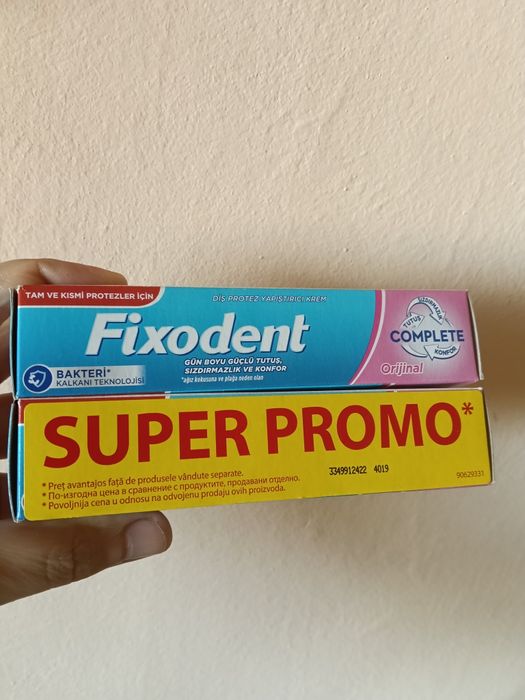 TAM VE KISMİ PROTEZLER İÇİN
DİŞ PROTEZ YAPIŞTIRICI KREM
Fixodent
GÜN BOYU GÜÇLÜ TUTUŞ,
SIZDIRMAZLIK VE KONFOR
*ağız kokusuna ve plağa neden olan
BAKTERİ*
KALKANI TEKNOLOJİSİ
TUTUŞ
SIZDIRMAZLIK
COMPLETE
KONFOR
Orijinal
SUPER PROMO*
* Preț avantajos față de produsele vândute separate.
* По-изгодна цена в сравнение с продуктите, продавани отделно.
* Povoljnija cena u odnosu na odvojenu prodaju ovih proizvoda.
3349912422 4019
90629331